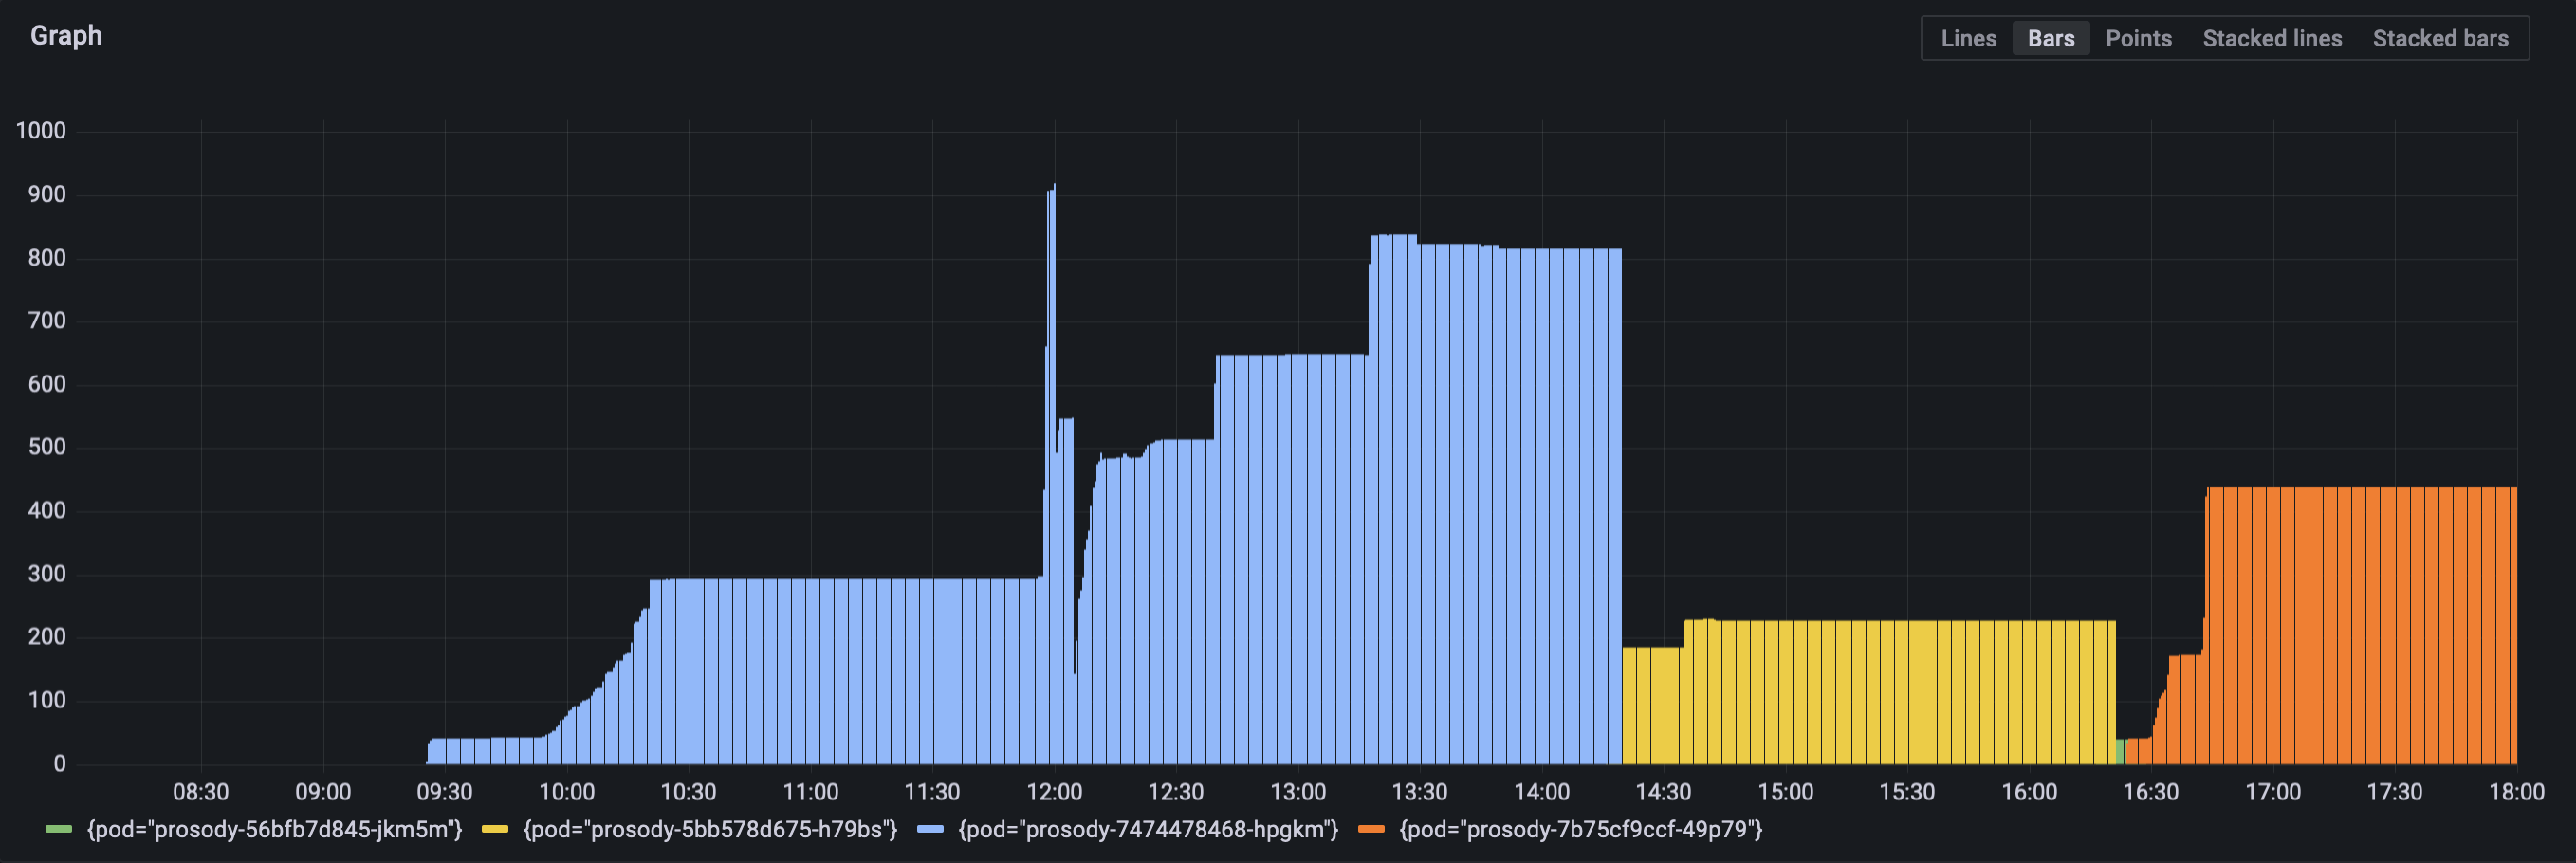 Graph
Lines Bars Points Stacked lines Stacked bars
1000
900
800
700
600
500
400
300
200
100
0
08:30 09:00 09:30 10:00 10:30 11:00 11:30 12:00 12:30 13:00 13:30 14:00 14:30 15:00 15:30 16:00 16:30 17:00 17:30 18:00
{pod="prosody-56bfb7d845-jkm5m"} {pod="prosody-5bb578d675-h79bs"} {pod="prosody-7474478468-hpgkm"} {pod="prosody-7b75cf9ccf-49p79"}